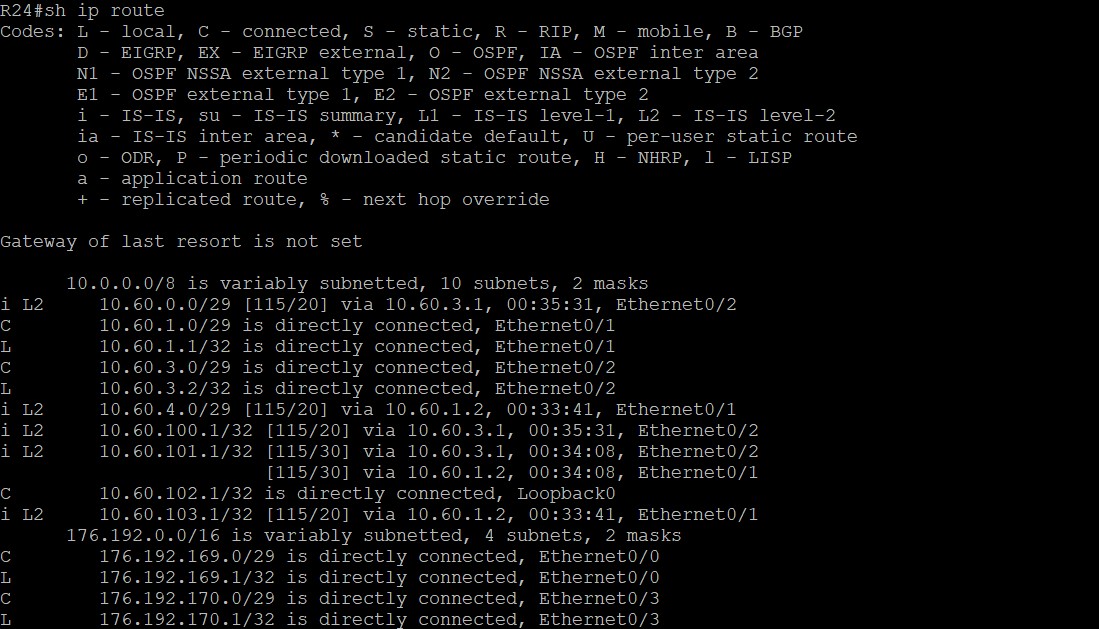 R24#sh ip route
Codes: L - local, C - connected, S - static, R - RIP, M - mobile, B - BGP
       D - EIGRP, EX - EIGRP external, O - OSPF, IA - OSPF inter area
       N1 - OSPF NSSA external type 1, N2 - OSPF NSSA external type 2
       E1 - OSPF external type 1, E2 - OSPF external type 2
       i - IS-IS, su - IS-IS summary, L1 - IS-IS level-1, L2 - IS-IS level-2
       ia - IS-IS inter area, * - candidate default, U - per-user static route
       o - ODR, P - periodic downloaded static route, H - NHRP, l - LISP
       a - application route
       + - replicated route, % - next hop override

Gateway of last resort is not set

      10.0.0.0/8 is variably subnetted, 10 subnets, 2 masks
i L2     10.60.0.0/29 [115/20] via 10.60.3.1, 00:35:31, Ethernet0/2
C        10.60.1.0/29 is directly connected, Ethernet0/1
L        10.60.1.1/32 is directly connected, Ethernet0/1
C        10.60.3.0/29 is directly connected, Ethernet0/2
L        10.60.3.2/32 is directly connected, Ethernet0/2
i L2     10.60.4.0/29 [115/20] via 10.60.1.2, 00:33:41, Ethernet0/1
i L2     10.60.100.1/32 [115/20] via 10.60.3.1, 00:35:31, Ethernet0/2
i L2     10.60.101.1/32 [115/30] via 10.60.3.1, 00:34:08, Ethernet0/2
                        [115/30] via 10.60.1.2, 00:34:08, Ethernet0/1
C        10.60.102.1/32 is directly connected, Loopback0
i L2     10.60.103.1/32 [115/20] via 10.60.1.2, 00:33:41, Ethernet0/1
      176.192.0.0/16 is variably subnetted, 4 subnets, 2 masks
C        176.192.169.0/29 is directly connected, Ethernet0/0
L        176.192.169.1/32 is directly connected, Ethernet0/0
C        176.192.170.0/29 is directly connected, Ethernet0/3
L        176.192.170.1/32 is directly connected, Ethernet0/3